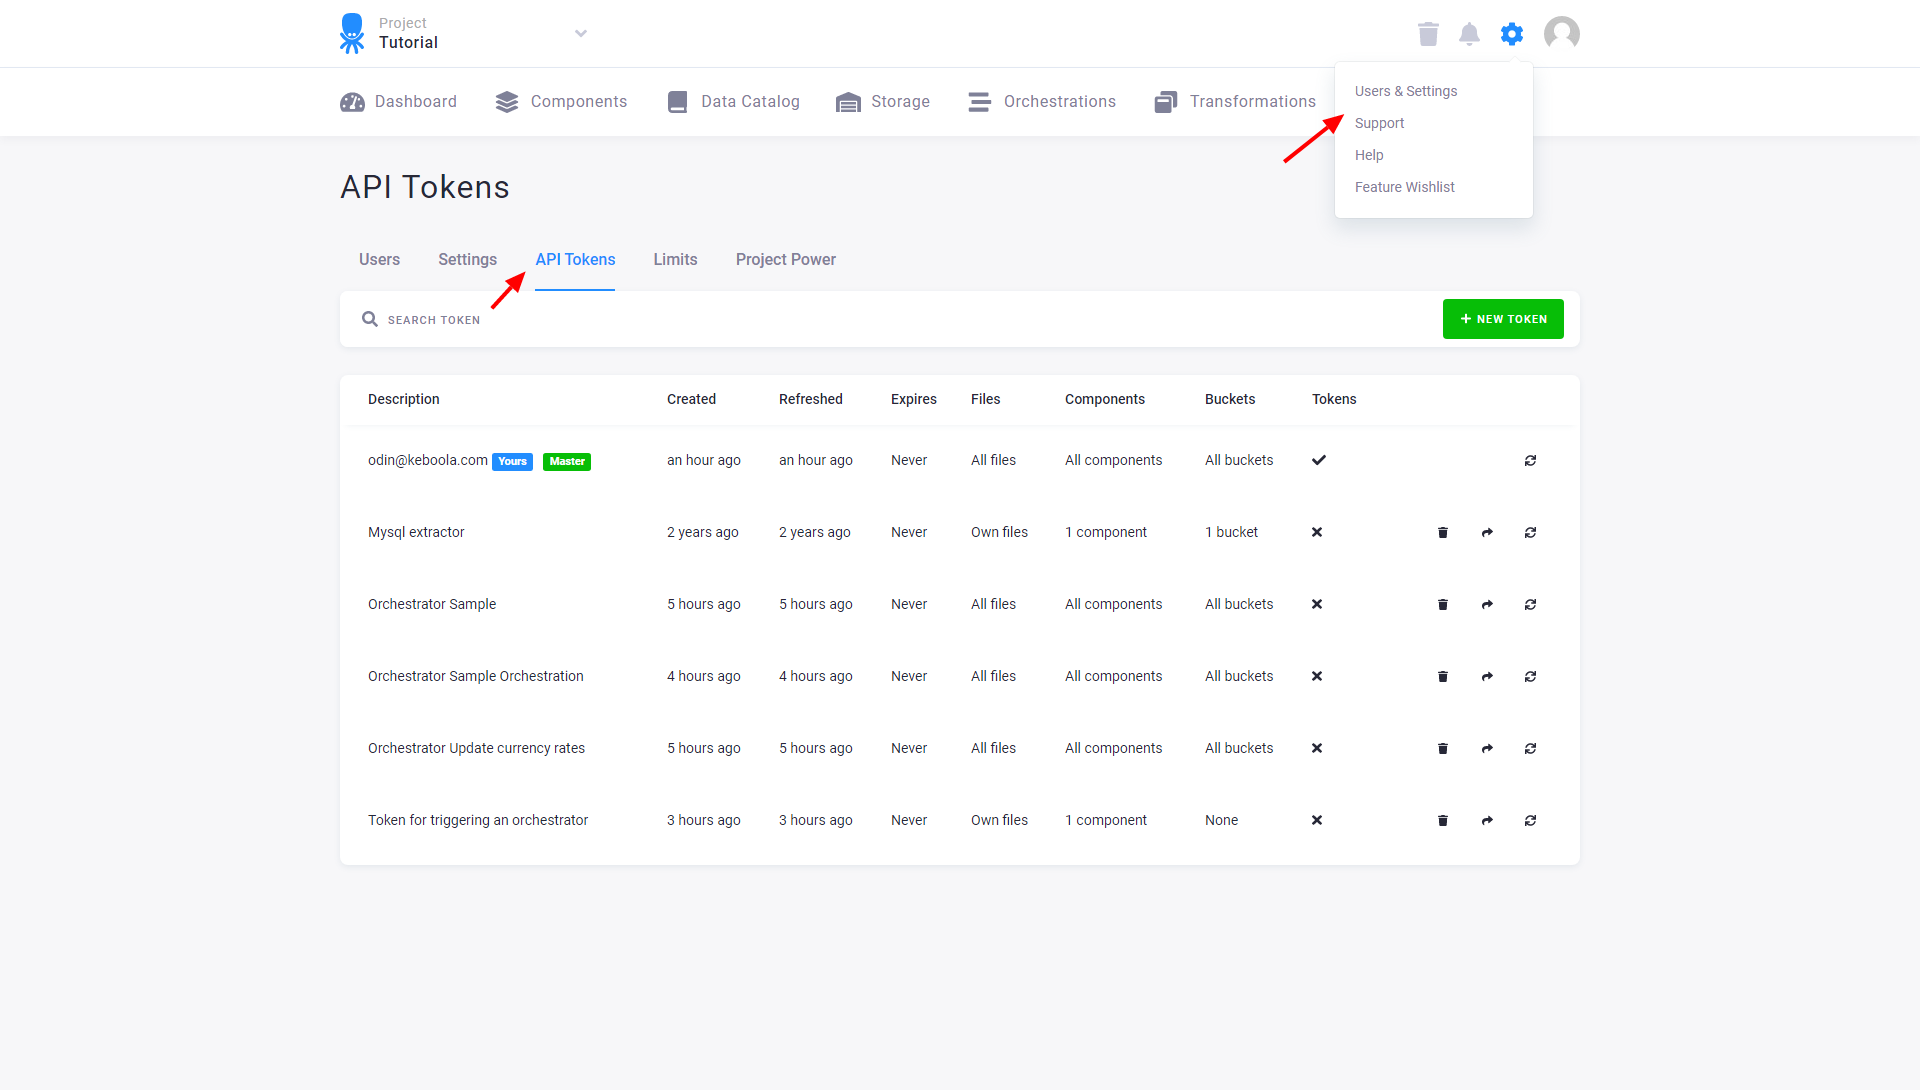 Project
Tutorial
Dashboard Components Data Catalog Storage Orchestrations Transformations
Users & Settings
Support
Help
Feature Wishlist
API Tokens
Users Settings API Tokens Limits Project Power
SEARCH TOKEN
+ NEW TOKEN
Description Created Refreshed Expires Files Components Buckets Tokens
odin@keboola.com Yours Master an hour ago an hour ago Never All files All components All buckets
Mysql extractor 2 years ago 2 years ago Never Own files 1 component 1 bucket
Orchestrator Sample 5 hours ago 5 hours ago Never All files All components All buckets
Orchestrator Sample Orchestration 4 hours ago 4 hours ago Never All files All components All buckets
Orchestrator Update currency rates 5 hours ago 5 hours ago Never All files All components All buckets
Token for triggering an orchestrator 3 hours ago 3 hours ago Never Own files 1 component None